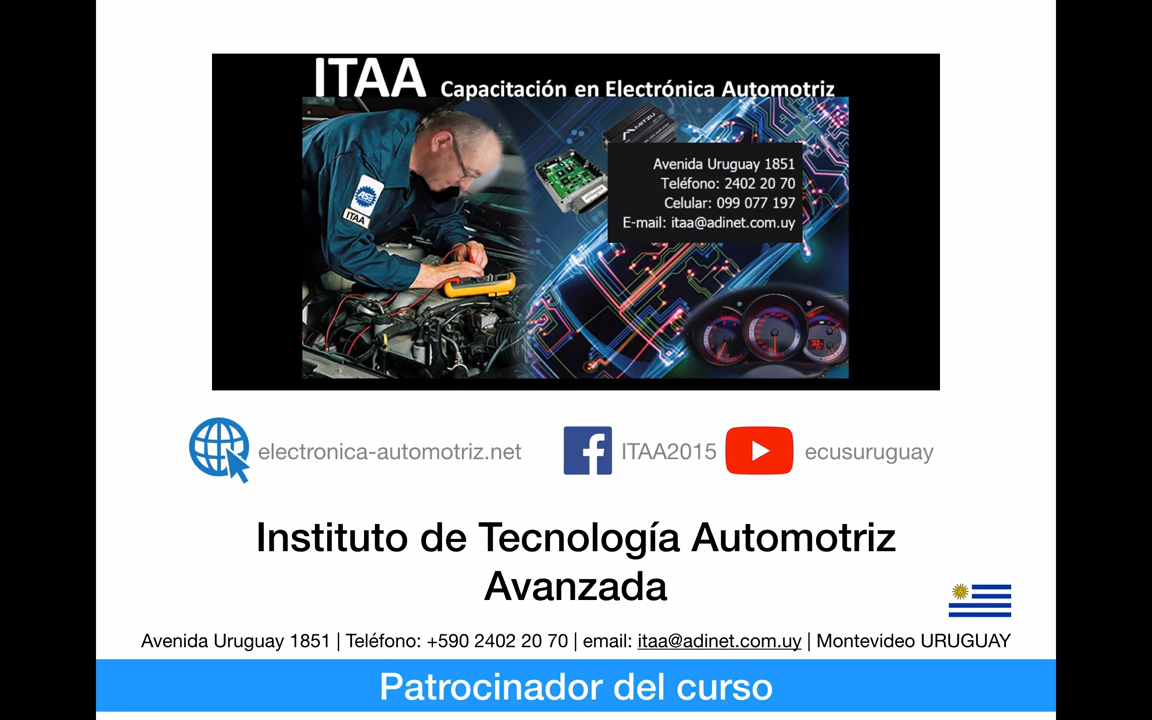 ITAA Capacitación en Electrónica Automotriz
MITZU
Avenida Uruguay 1851
Teléfono: 2402 20 70
Celular: 099 077 197
E-mail: itaa@adinet.com.uy
ASE
ITAA
electronica-automotriz.net ITAA2015 ecusuruguay
Instituto de Tecnología Automotriz
Avanzada
Avenida Uruguay 1851 | Teléfono: +590 2402 20 70 | email: itaa@adinet.com.uy | Montevideo URUGUAY
Patrocinador del curso